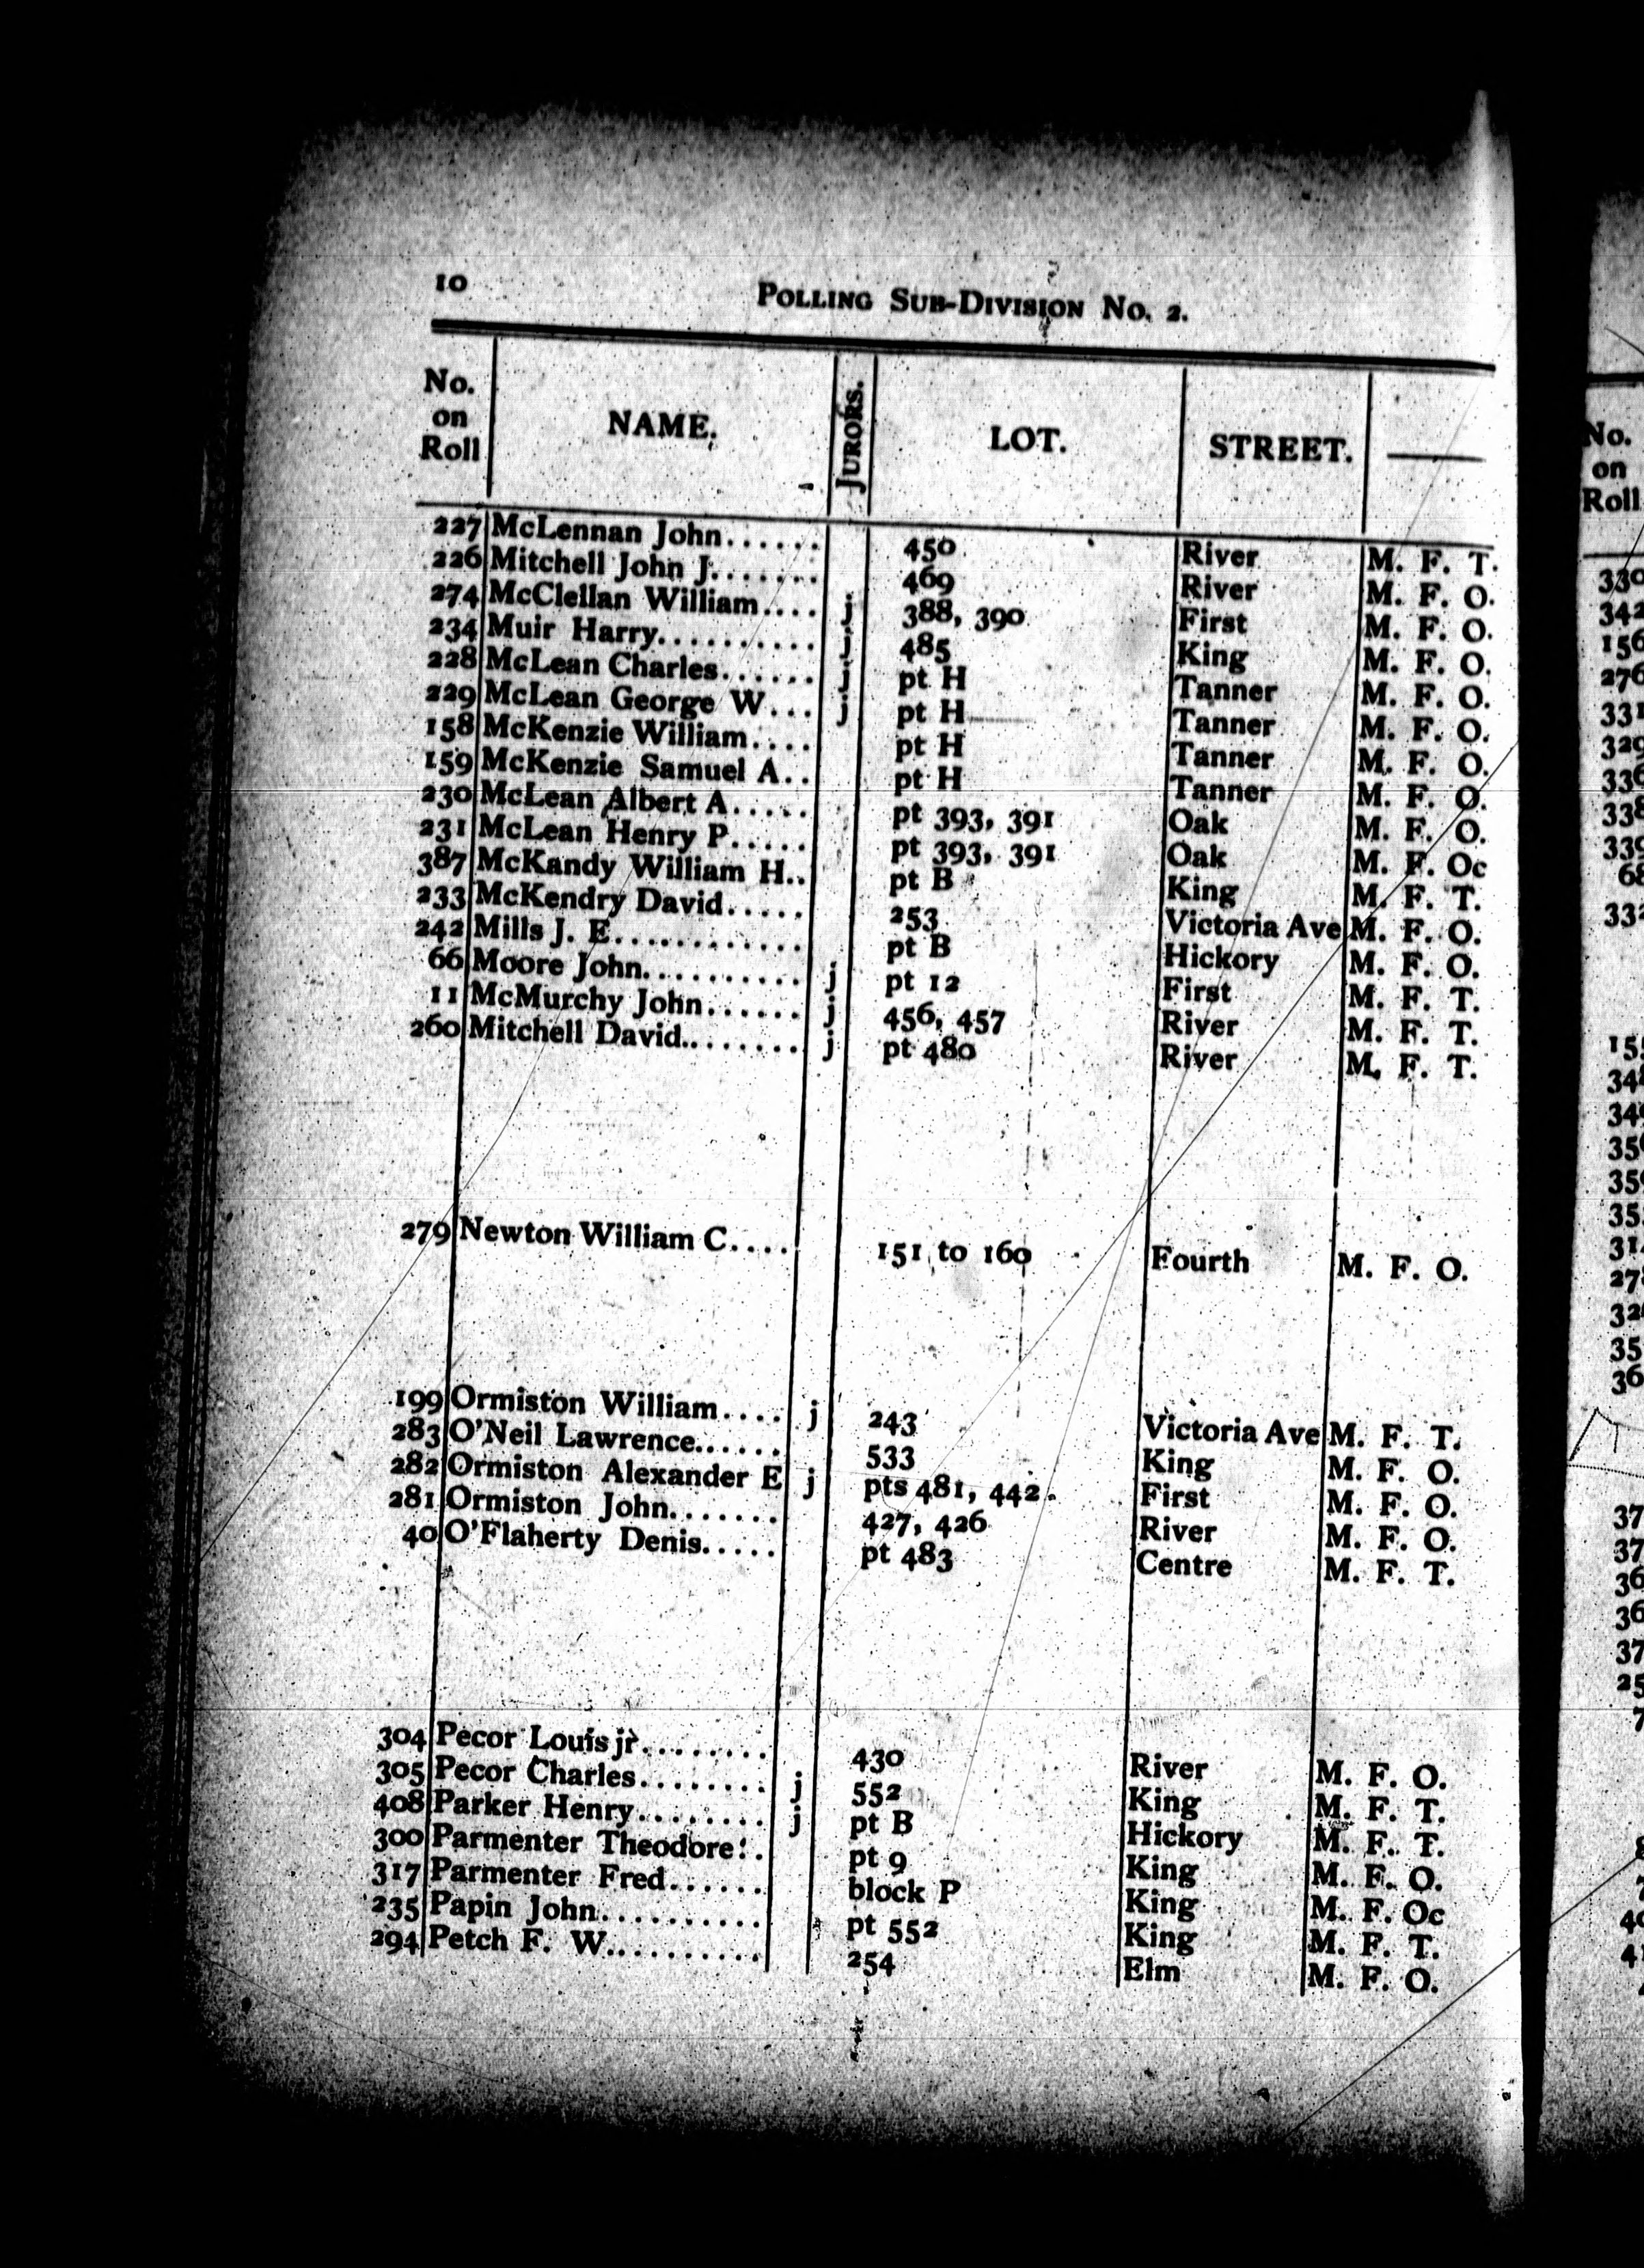 10 POLLING SUB-DIVISION No. 2.
No. on Roll NAME. JURORS. LOT. STREET.
227 McLennan John...... 450 River M. F. T.
226 Mitchell John J....... 469 River M. F. O.
274 McClellan William.... j 388, 390 First M. F. O.
234 Muir Harry.......... j 485 King M. F. O.
228 McLean Charles...... j pt H Tanner M. F. O.
229 McLean George W... j pt H Tanner M. F. O.
158 McKenzie William.... pt H Tanner M. F. O.
159 McKenzie Samuel A.. pt H Tanner M. F. O.
230 McLean Albert A..... pt 393, 391 Oak M. F. O.
231 McLean Henry P..... pt 393, 391 Oak M. F. Oc
387 McKandy William H.. pt B King M. F. T.
233 McKendry David..... 253 Victoria Ave M. F. O.
242 Mills J. E............ pt B Hickory M. F. O.
66 Moore John.......... j pt 12 First M. F. T.
11 McMurchy John...... j 456, 457 River M. F. T.
260 Mitchell David........ j pt 480 River M. F. T.
279 Newton William C.... 151 to 160 Fourth M. F. O.
199 Ormiston William.... j 243 Victoria Ave M. F. T.
283 O'Neil Lawrence...... 533 King M. F. O.
282 Ormiston Alexander E j pts 481, 442. First M. F. O.
281 Ormiston John....... 427, 426 River M. F. O.
40 O'Flaherty Denis..... pt 483 Centre M. F. T.
304 Pecor Louis jr........ 430 River M. F. O.
305 Pecor Charles........ j 552 King M. F. T.
408 Parker Henry........ j pt B Hickory M. F. T.
300 Parmenter Theodore.. pt 9 King M. F. O.
317 Parmenter Fred...... block P King M. F. Oc
235 Papin John.......... pt 552 King M. F. T.
294 Petch F. W.......... 254 Elm M. F. O.
No.
on
Roll